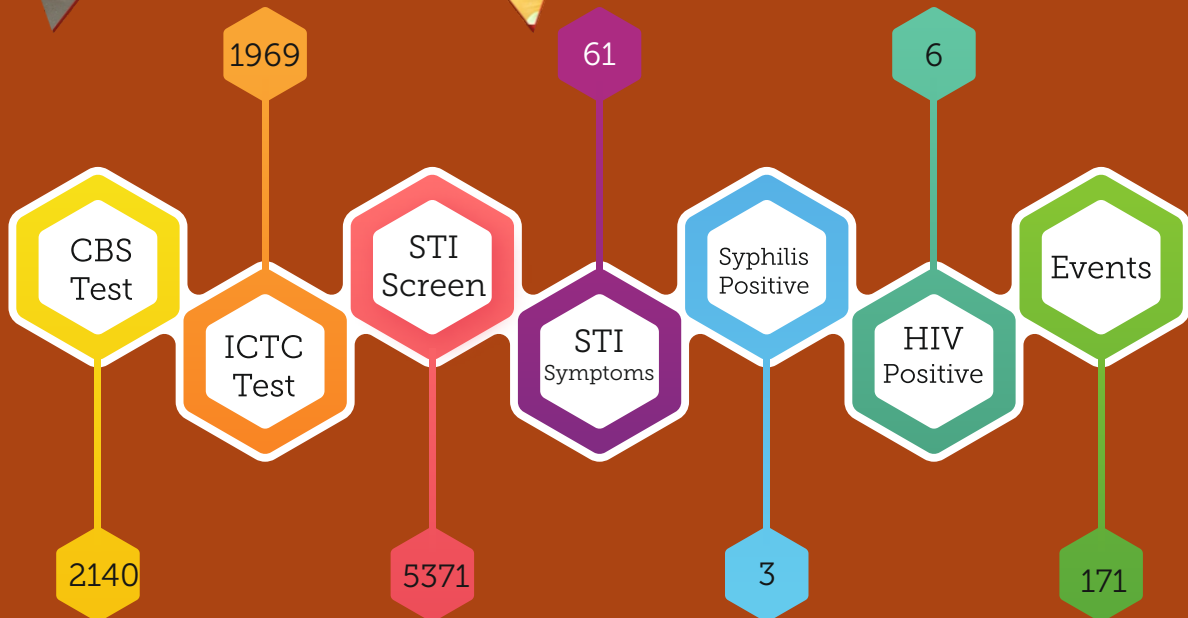 1969
61
6
CBS
Test
ICTC
Test
STI
Screen
STI
Symptoms
Syphilis
Positive
HIV
Positive
Events
2140
5371
3
171